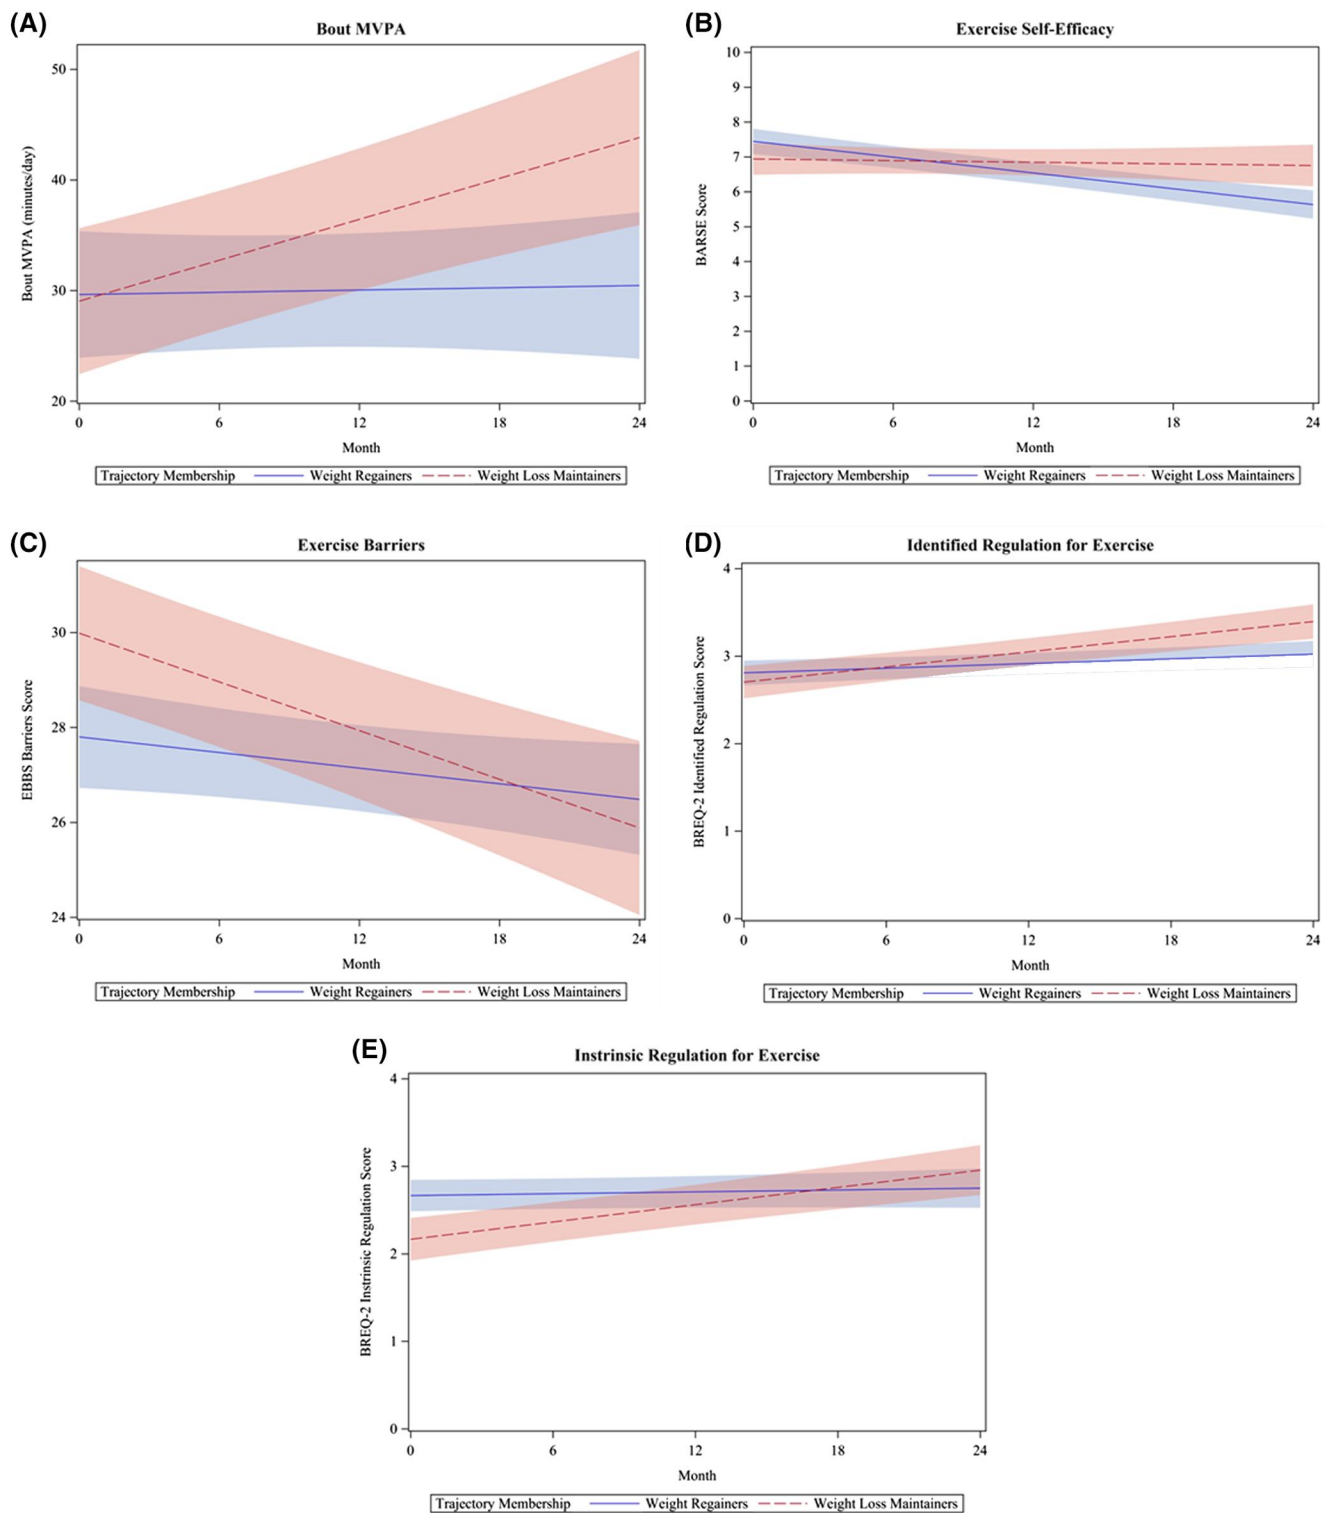 (A)
Bout MVPA
Bout MVPA (minutes/day)
50
40
30
20
0 6 12 18 24
Month
Trajectory Membership Weight Regainers Weight Loss Maintainers
(B)
Exercise Self-Efficacy
BARSE Score
10
9
8
7
6
5
4
3
2
1
0
0 6 12 18 24
Month
Trajectory Membership Weight Regainers Weight Loss Maintainers
(C)
Exercise Barriers
EBBS Barriers Score
30
28
26
24
0 6 12 18 24
Month
Trajectory Membership Weight Regainers Weight Loss Maintainers
(D)
Identified Regulation for Exercise
BREQ-2 Identified Regulation Score
4
3
2
1
0
0 6 12 18 24
Month
Trajectory Membership Weight Regainers Weight Loss Maintainers
(E)
Instrinsic Regulation for Exercise
BREQ-2 Instrinsic Regulation Score
4
3
2
1
0
0 6 12 18 24
Month
Trajectory Membership Weight Regainers Weight Loss Maintainers